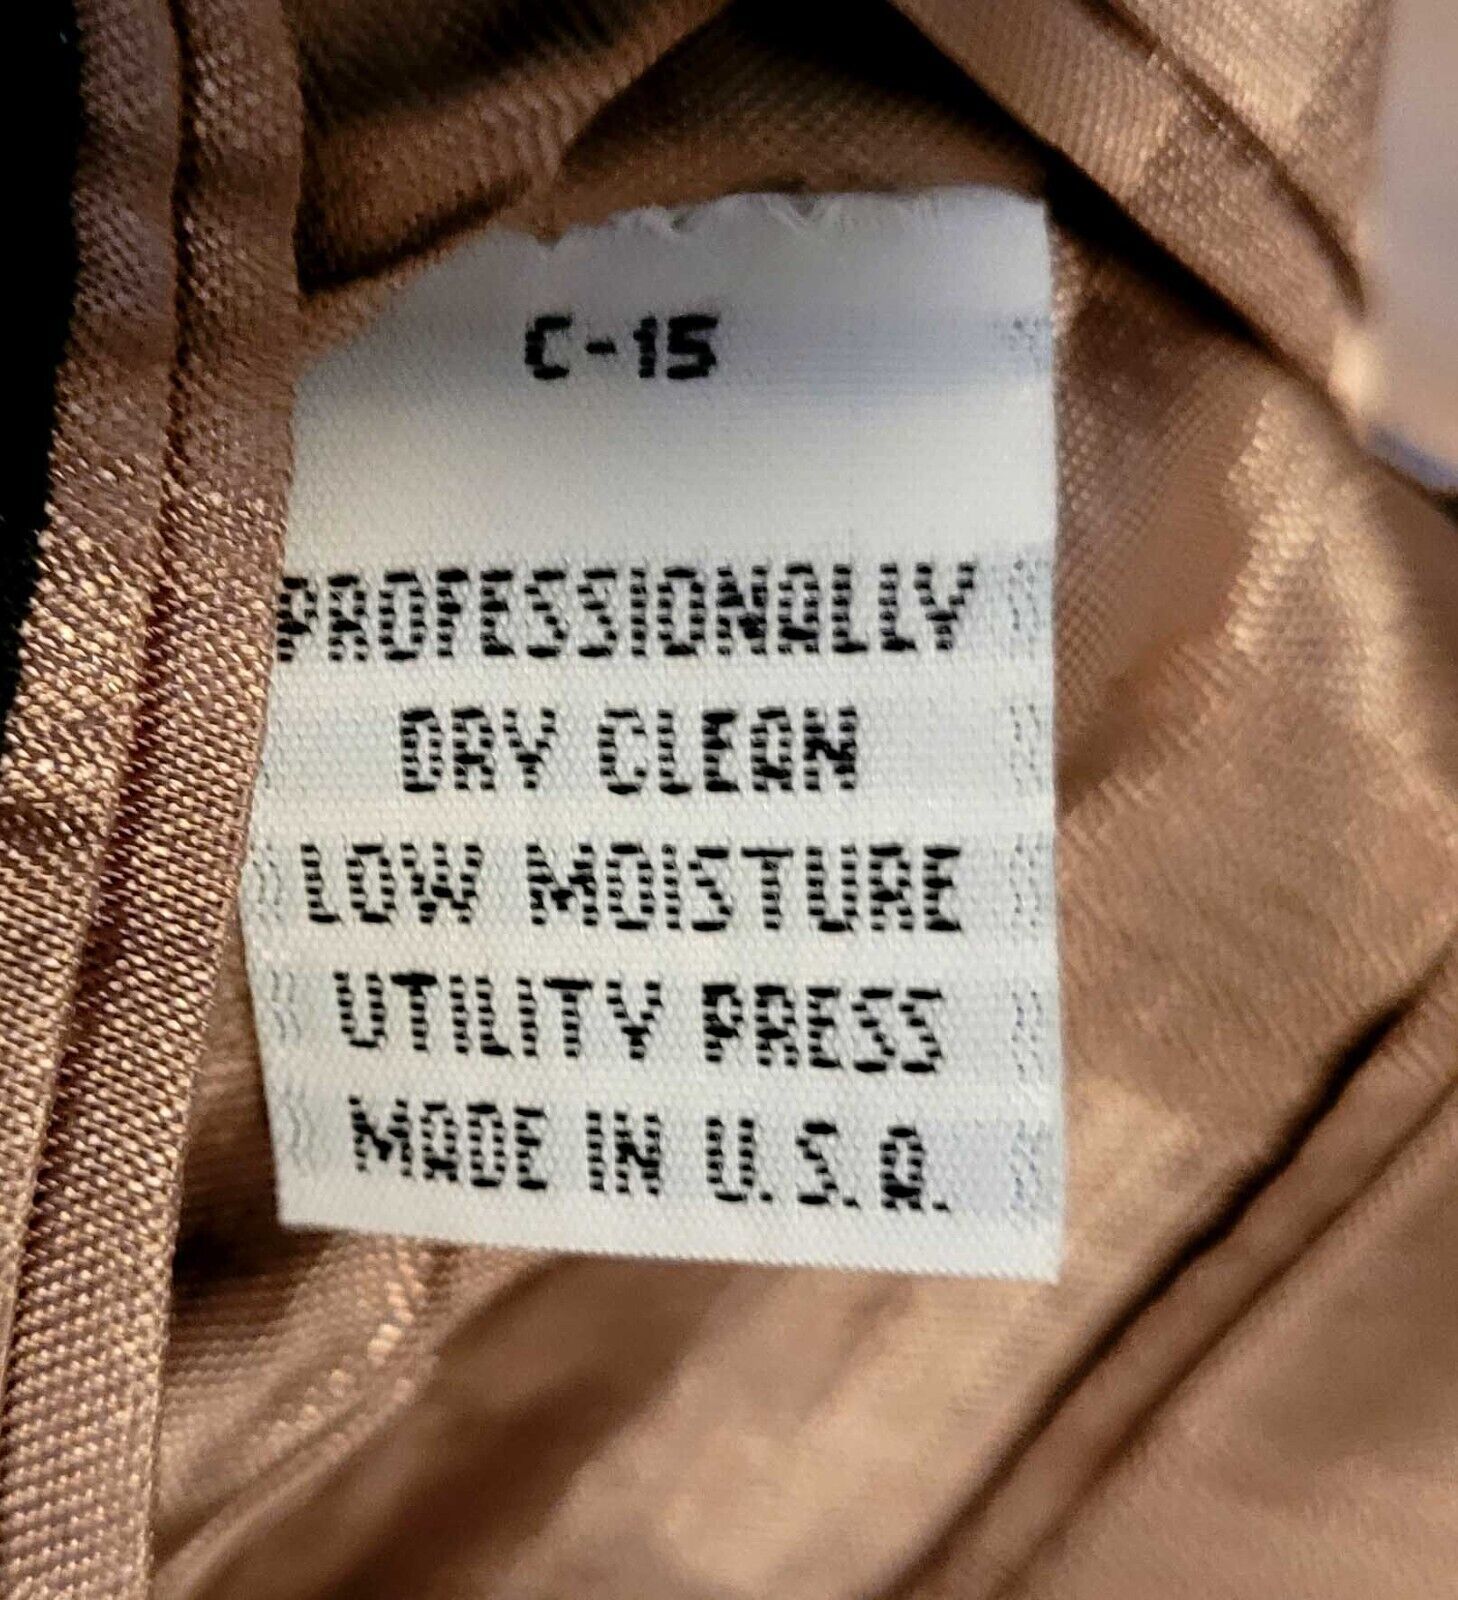 C-15
PROFESSIONALLY
DRY CLEAN
LOW MOISTURE
UTILITY PRESS
MADE IN U.S.A.